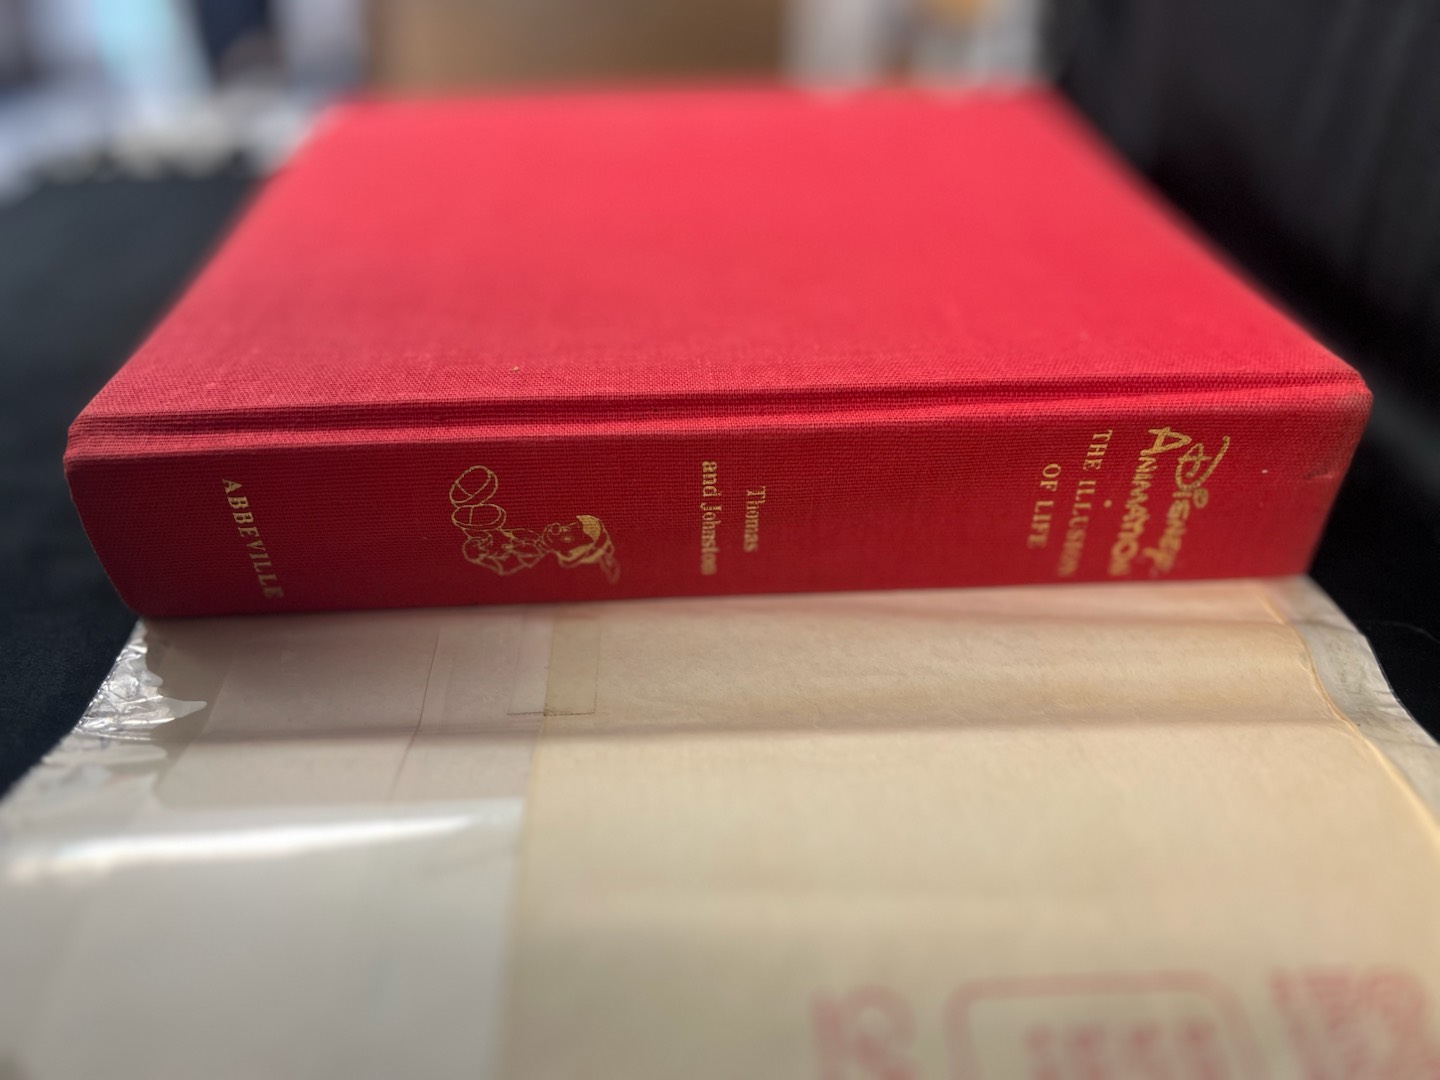 Disney
ANIMATION
THE ILLUSION
OF LIFE
Thomas
and Johnston
ABBEVILLE